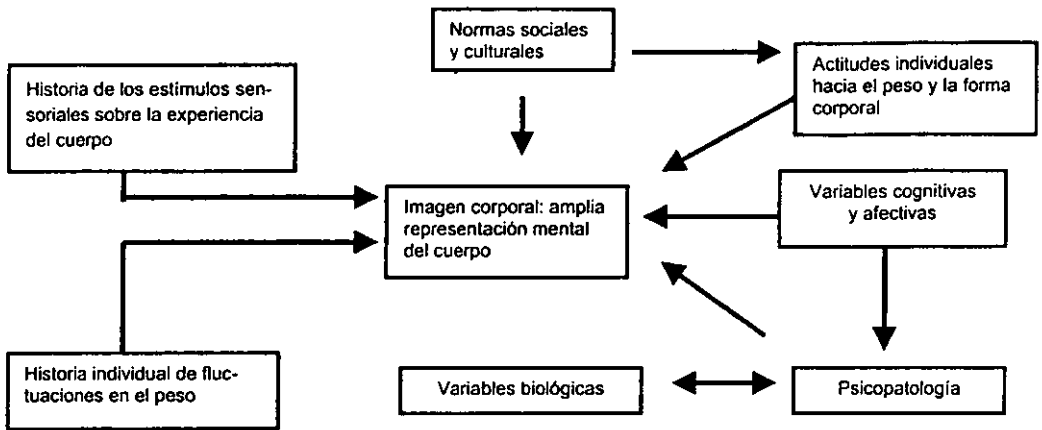 Normas sociales
y culturales
Actitudes individuales
hacia el peso y la forma
corporal
Historia de los estímulos sen-
soriales sobre la experiencia
del cuerpo
Imagen corporal: amplia
representación mental
del cuerpo
Variables cognitivas
y afectivas
Historia individual de fluc-
tuaciones en el peso
Variables biológicas
Psicopatología